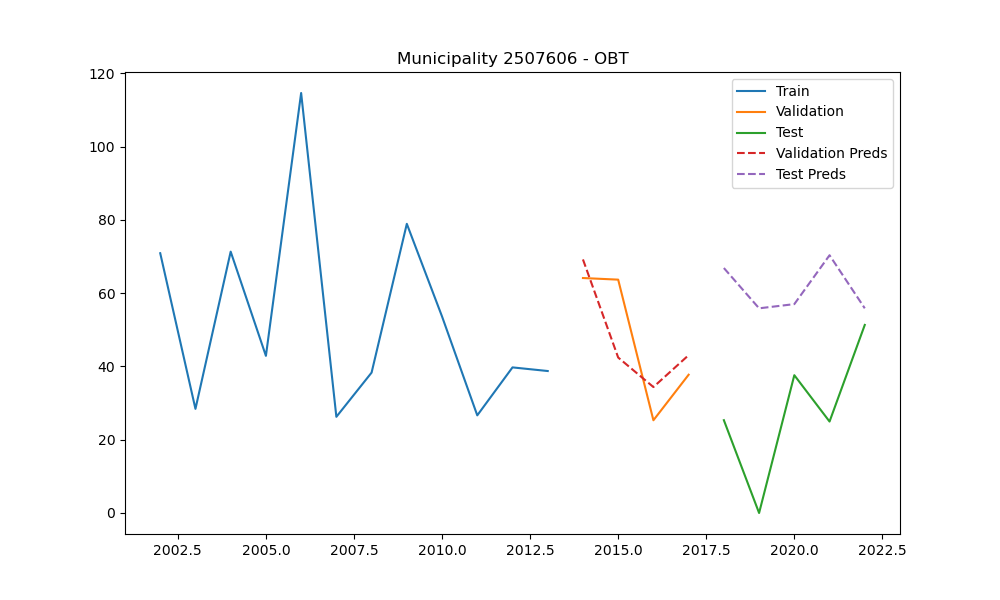 Municipality 2507606 - OBT
120
100
80
60
40
20
0
Train
Validation
Test
Validation Preds
Test Preds
2002.5 2005.0 2007.5 2010.0 2012.5 2015.0 2017.5 2020.0 2022.5